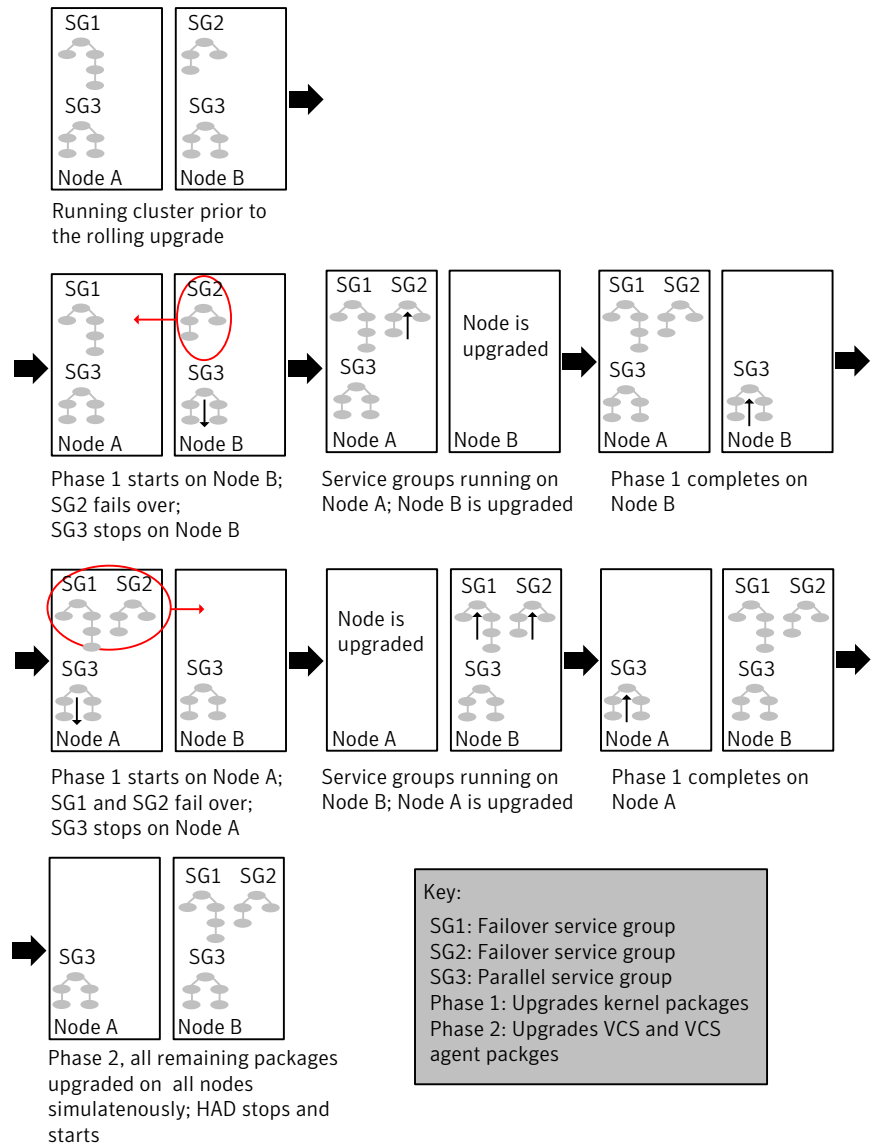 SG1
SG2
SG3
SG3
Node A
Node B
Running cluster prior to
the rolling upgrade
SG1
SG2
SG3
SG3
Node A
Node B
Phase 1 starts on Node B;
SG2 fails over;
SG3 stops on Node B
SG1 SG2
Node is
upgraded
SG3
Node A
Node B
Service groups running on
Node A; Node B is upgraded
SG1 SG2
SG3
SG3
Node A
Node B
Phase 1 completes on
Node B
SG1 SG2
SG3
SG3
Node A
Node B
Phase 1 starts on Node A;
SG1 and SG2 fail over;
SG3 stops on Node A
Node is
upgraded
SG1 SG2
SG3
Node A
Node B
Service groups running on
Node B; Node A is upgraded
SG1 SG2
SG3
SG3
Node A
Node B
Phase 1 completes on
Node A
SG1 SG2
SG3
SG3
Node A
Node B
Phase 2, all remaining packages
upgraded on all nodes
simulatenously; HAD stops and
starts
Key:
SG1: Failover service group
SG2: Failover service group
SG3: Parallel service group
Phase 1: Upgrades kernel packages
Phase 2: Upgrades VCS and VCS
agent packges